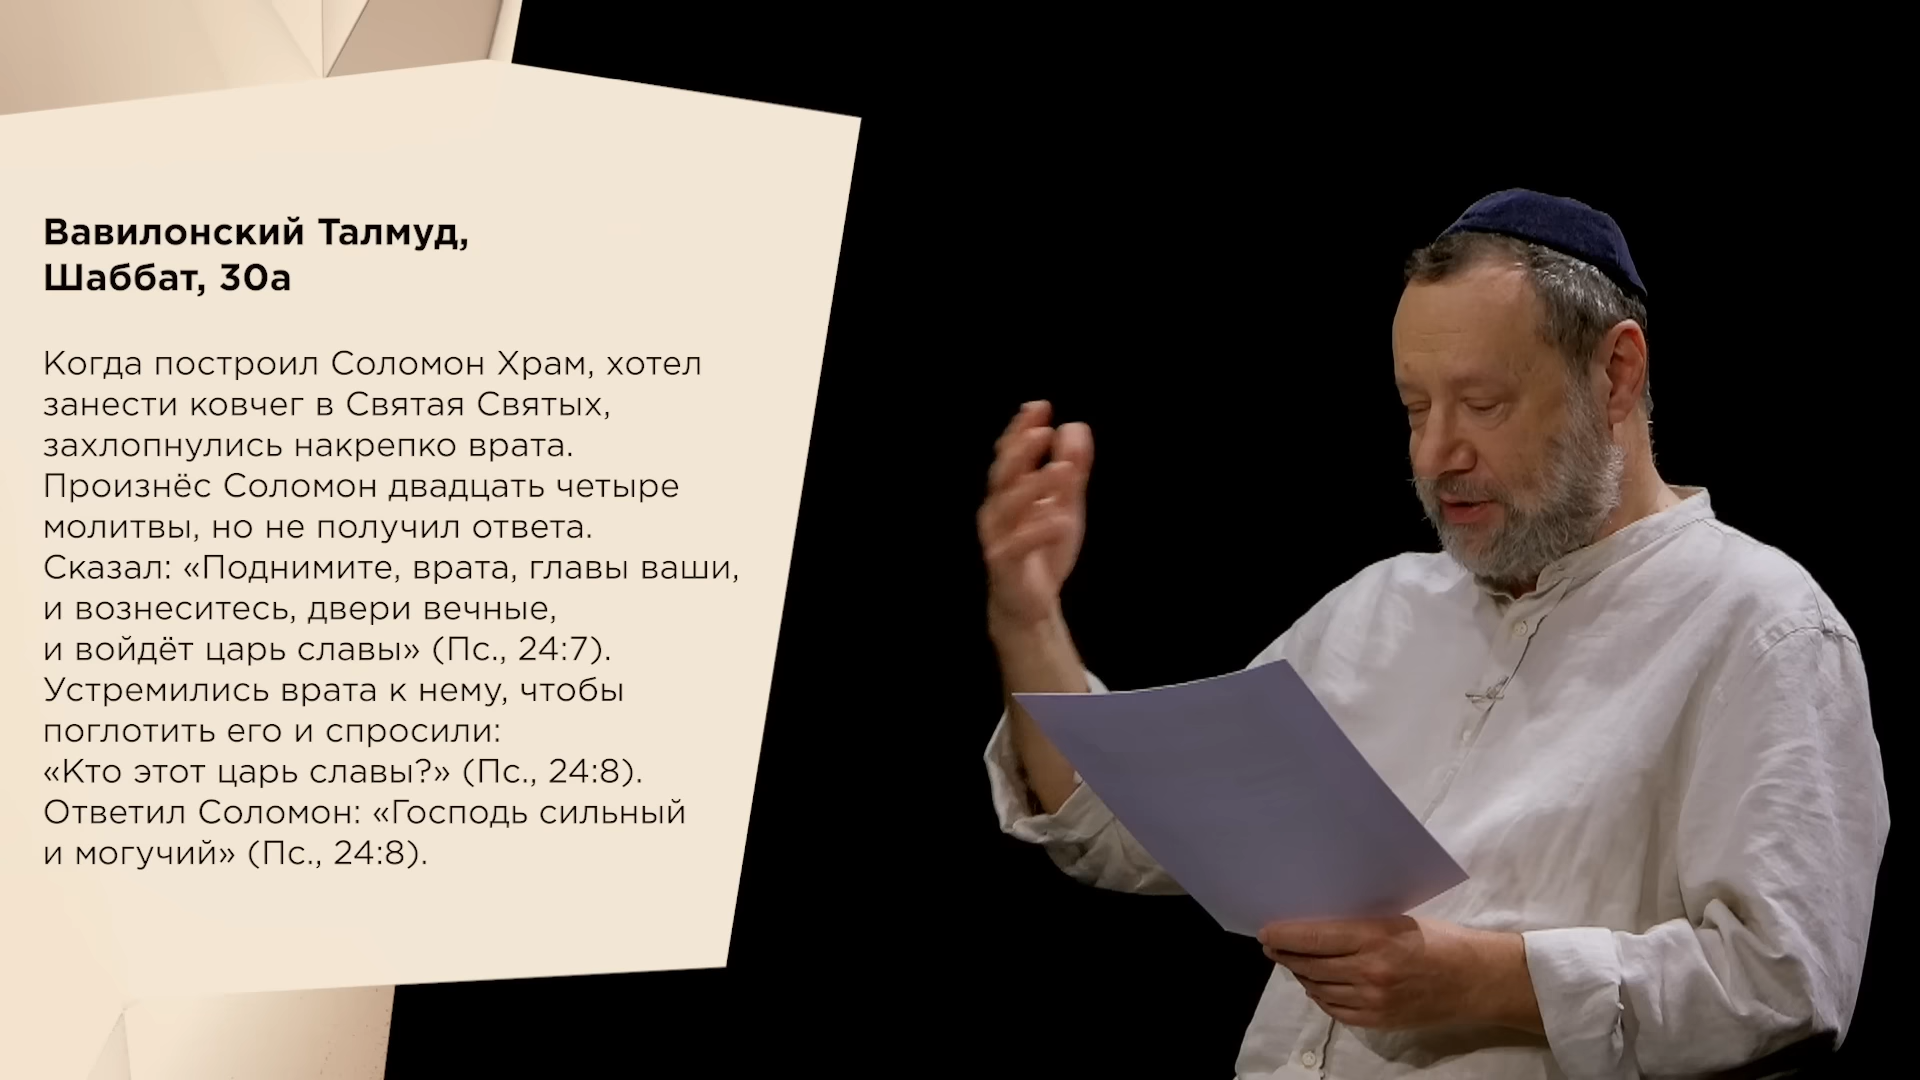 Вавилонский Талмуд,
Шаббат, 30а
Когда построил Соломон Храм, хотел
занести ковчег в Святая Святых,
захлопнулись накрепко врата.
Произнёс Соломон двадцать четыре
молитвы, но не получил ответа.
Сказал: «Поднимите, врата, главы ваши,
и вознеситесь, двери вечные,
и войдёт царь славы» (Пс., 24:7).
Устремились врата к нему, чтобы
поглотить его и спросили:
«Кто этот царь славы?» (Пс., 24:8).
Ответил Соломон: «Господь сильный
и могучий» (Пс., 24:8).